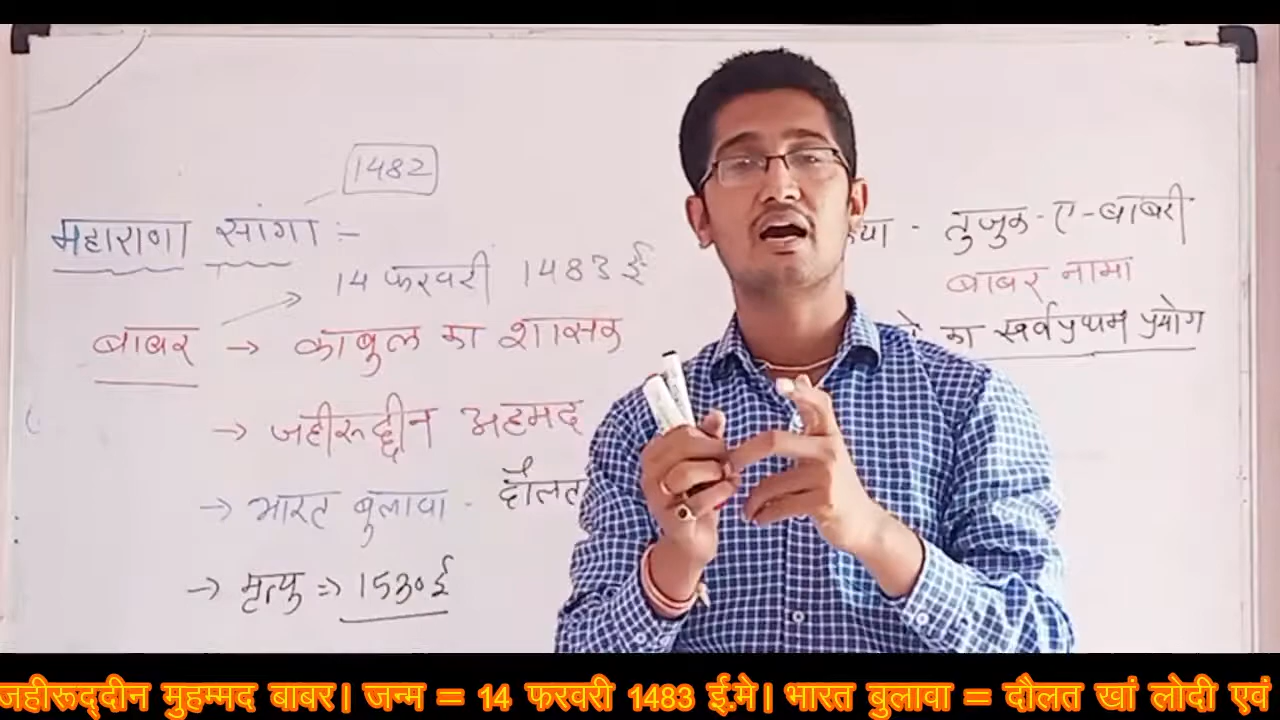 1482
महाराणा सांगा :-
14 फरवरी 1483 ई
बाबर → काबुल का शासक
→ जहीरुद्दीन अहमद
→ भारत बुलावा - दौलत
→ मृत्यु => 1530 ई
- तुजुक-ए-बाबरी
बाबर नामा
का सर्वप्रथम प्रयोग
जहीरूद्दीन मुहम्मद बाबर| जन्म = 14 फरवरी 1483 ई.मे| भारत बुलावा = दौलत खां लोदी एवं